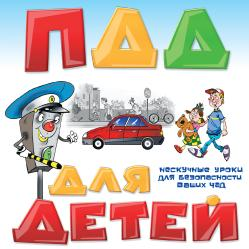 ПДД
НЕСКУЧНЫЕ УРОКИ
ДЛЯ БЕЗОПАСНОСТИ
ВАШИХ ЧАД
ДЛЯ
ДЕТЕЙ